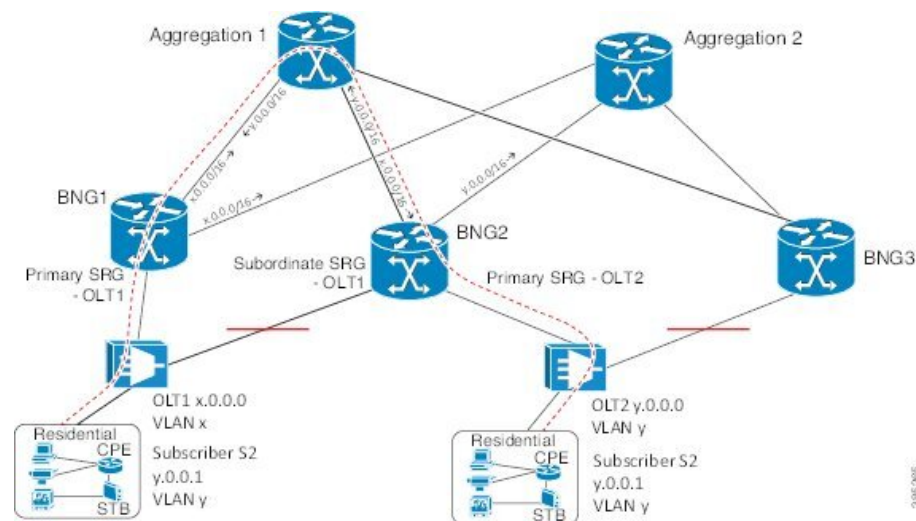 Aggregation 1
Aggregation 2
←y.0.0.0/16
x.0.0.0/16→
y.0.0.0/16
x.0.0.0/16→
x.0.0.0/16→
y.0.0.0/16→
BNG1
BNG2
BNG3
Primary SRG
- OLT1
Subordinate SRG
- OLT1
Primary SRG - OLT2
OLT1 x.0.0.0
VLAN x
OLT2 y.0.0.0
VLAN y
Residential
CPE
STB
Subscriber S2
y.0.0.1
VLAN y
Residential
CPE
STB
Subscriber S2
y.0.0.1
VLAN y